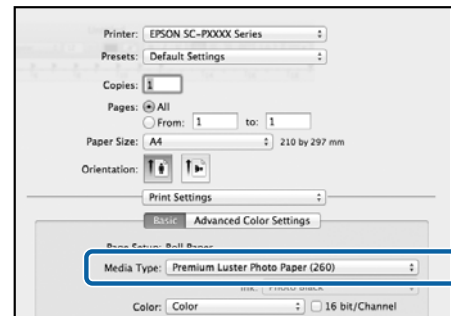 Printer: EPSON SC-PXXXX Series
Presets: Default Settings
Copies: 1
Pages: All
From: 1 to: 1
Paper Size: A4 210 by 297 mm
Orientation:
Print Settings
Basic Advanced Color Settings
Page Setup: Roll Paper
Media Type: Premium Luster Photo Paper (260)
Ink: Photo Black
Color: Color 16 bit/Channel